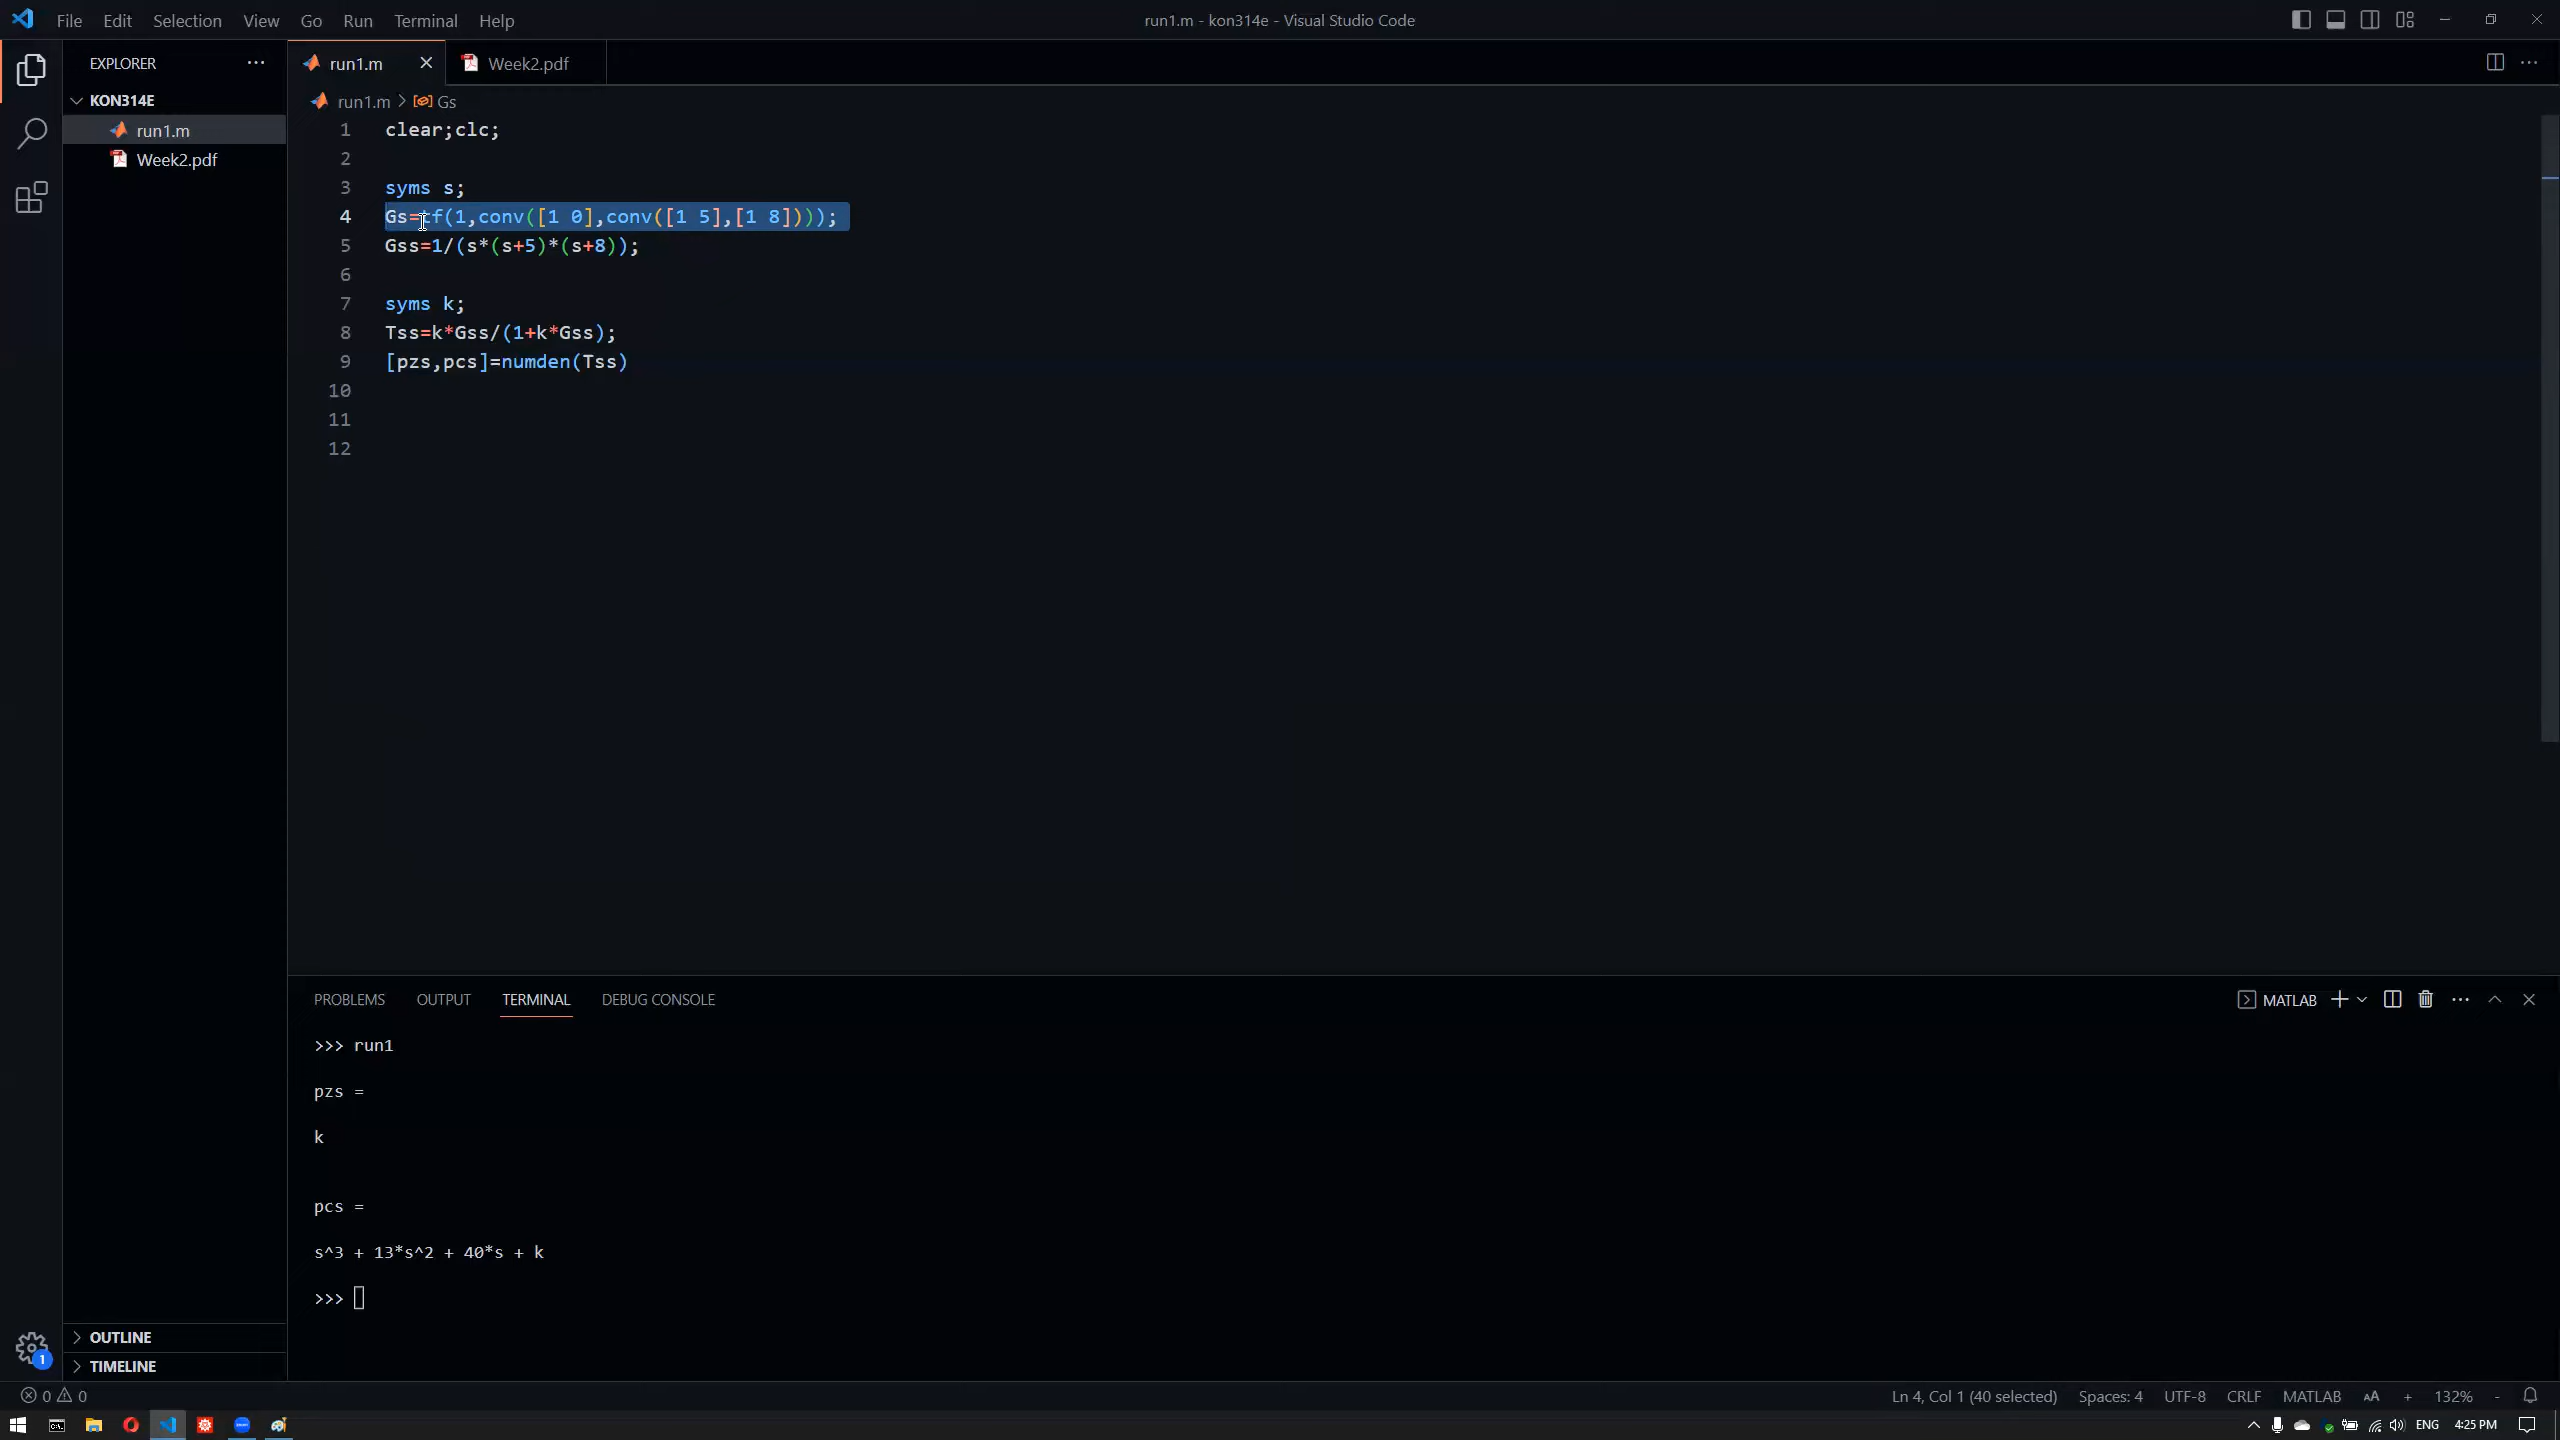 File Edit Selection View Go Run Terminal Help
run1.m - kon314e - Visual Studio Code
EXPLORER
KON314E
run1.m
Week2.pdf
run1.m
Week2.pdf
run1.m > Gs
1 clear;clc;
2
3 syms s;
4 Gs=tf(1,conv([1 0],conv([1 5],[1 8])));
5 Gss=1/(s*(s+5)*(s+8));
6
7 syms k;
8 Tss=k*Gss/(1+k*Gss);
9 [pzs,pcs]=numden(Tss)
10
11
12
PROBLEMS OUTPUT TERMINAL DEBUG CONSOLE
MATLAB
>>> run1
pzs =
k
pcs =
s^3 + 13*s^2 + 40*s + k
>>>
OUTLINE
TIMELINE
1
0 0
Ln 4, Col 1 (40 selected) Spaces: 4 UTF-8 CRLF MATLAB AA + 132% -
ENG 4:25 PM